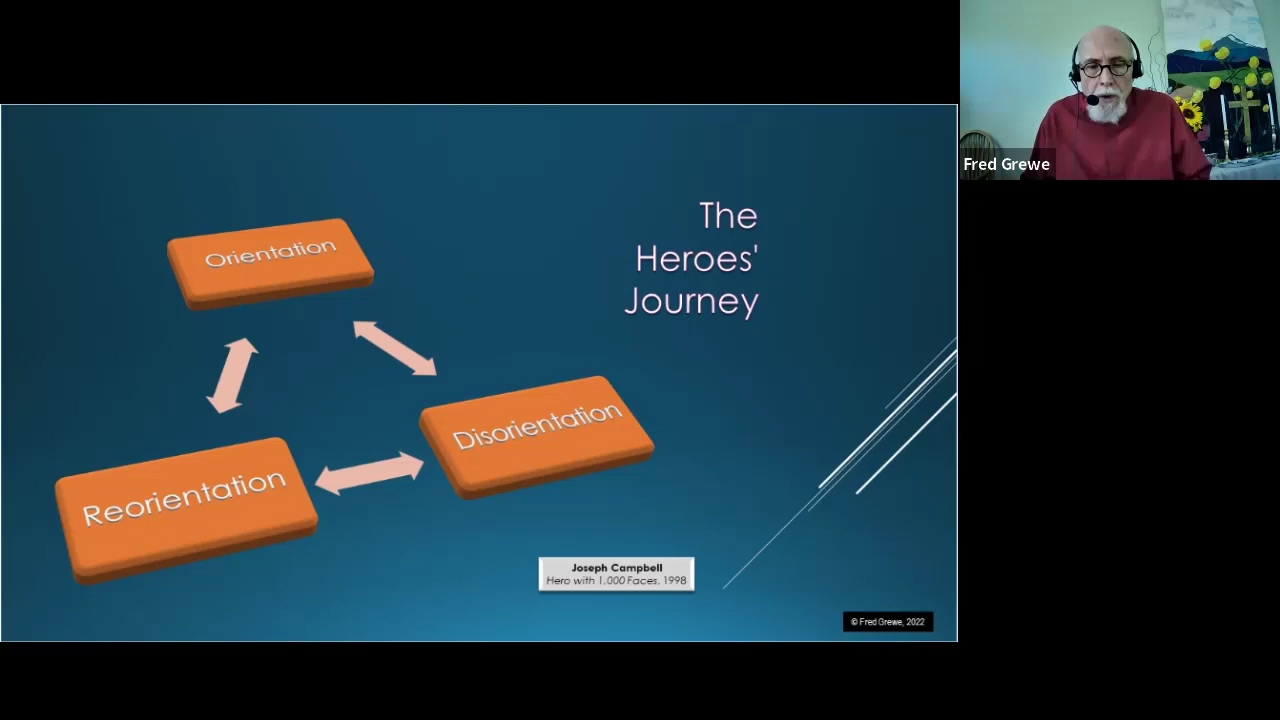 Fred Grewe
The
Heroes'
Journey
Orientation
Disorientation
Reorientation
Joseph Campbell
Hero with 1,000 Faces, 1998
© Fred Grewe, 2022